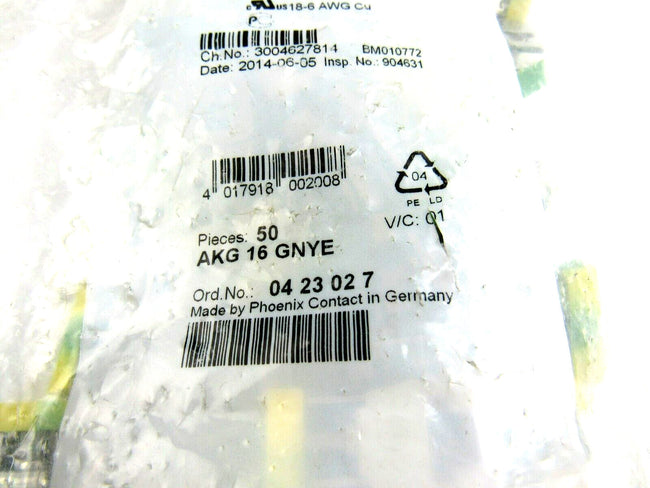 c us 18-6 AWG Cu
P
Ch.No.: 3004627814 BM010772
Date: 2014-06-05 Insp. No.: 904631
4 017918 002008
04
PE LD
V/C: 01
Pieces: 50
AKG 16 GNYE
Ord.No.: 04 23 02 7
Made by Phoenix Contact in Germany